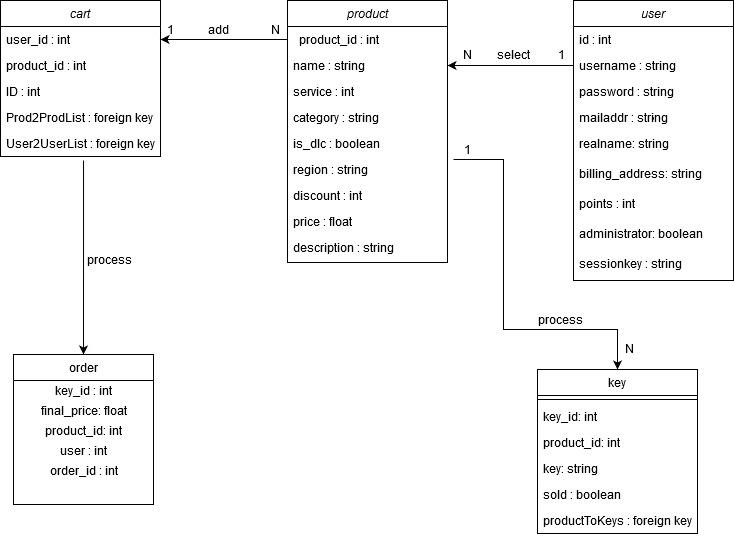 cart
user_id : int
product_id : int
ID : int
Prod2ProdList : foreign key
User2UserList : foreign key
1
add
N
product
product_id : int
name : string
service : int
category : string
is_dlc : boolean
region : string
discount : int
price : float
description : string
N
select
1
user
id : int
username : string
password : string
mailaddr : string
realname: string
billing_address: string
points : int
administrator: boolean
sessionkey : string
1
process
process
N
order
key_id : int
final_price: float
product_id: int
user : int
order_id : int
key
key_id: int
product_id: int
key: string
sold : boolean
productToKeys : foreign key